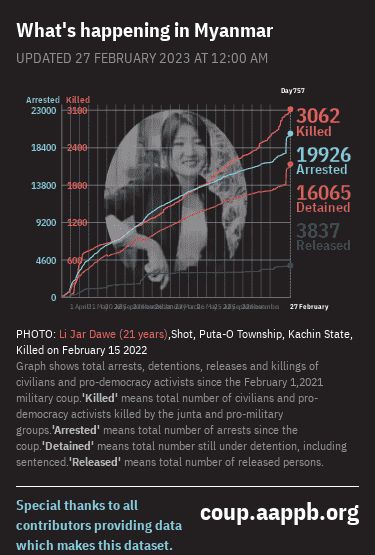 What's happening in Myanmar
UPDATED 27 FEBRUARY 2023 AT 12:00 AM
Day757
Arrested Killed
23000 3100
18400 2400
13800 1800
9200 1200
4600 600
0
3062
Killed
19926
Arrested
16065
Detained
3837
Released
27 February
PHOTO: Li Jar Dawe (21 years),Shot, Puta-O Township, Kachin State,
Killed on February 15 2022
Graph shows total arrests, detentions, releases and killings of
civilians and pro-democracy activists since the February 1,2021
military coup.'Killed' means total number of civilians and pro-
democracy activists killed by the junta and pro-military
groups.'Arrested' means total number of arrests since the
coup.'Detained' means total number still under detention, including
sentenced.'Released' means total number of released persons.
Special thanks to all
contributors providing data
which makes this dataset.
coup.aappb.org